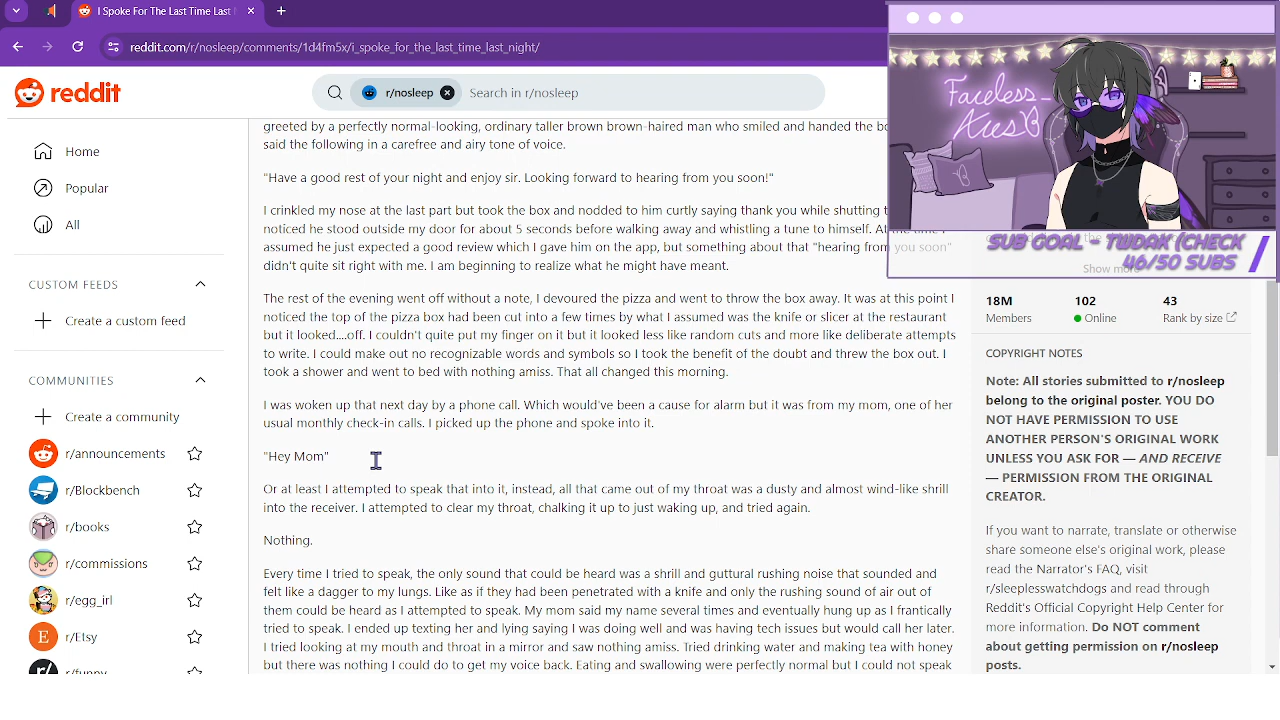 I Spoke For The Last Time Last
reddit.com/r/nosleep/comments/1d4fm5x/i_spoke_for_the_last_time_last_night/
reddit
r/nosleep
Search in r/nosleep
Home
Popular
All
CUSTOM FEEDS
Create a custom feed
COMMUNITIES
Create a community
r/announcements
r/Blockbench
r/books
r/commissions
r/egg_irl
r/Etsy
r/funny
greeted by a perfectly normal-looking, ordinary taller brown brown-haired man who smiled and handed the
said the following in a carefree and airy tone of voice.
"Have a good rest of your night and enjoy sir. Looking forward to hearing from you soon!"
I crinkled my nose at the last part but took the box and nodded to him curtly saying thank you while shutting
noticed he stood outside my door for about 5 seconds before walking away and whistling a tune to himself. At
assumed he just expected a good review which I gave him on the app, but something about that "hearing from you soon"
didn't quite sit right with me. I am beginning to realize what he might have meant.
The rest of the evening went off without a note, I devoured the pizza and went to throw the box away. It was at this point I
noticed the top of the pizza box had been cut into a few times by what I assumed was the knife or slicer at the restaurant
but it looked....off. I couldn't quite put my finger on it but it looked less like random cuts and more like deliberate attempts
to write. I could make out no recognizable words and symbols so I took the benefit of the doubt and threw the box out. I
took a shower and went to bed with nothing amiss. That all changed this morning.
I was woken up that next day by a phone call. Which would've been a cause for alarm but it was from my mom, one of her
usual monthly check-in calls. I picked up the phone and spoke into it.
"Hey Mom"
Or at least I attempted to speak that into it, instead, all that came out of my throat was a dusty and almost wind-like shrill
into the receiver. I attempted to clear my throat, chalking it up to just waking up, and tried again.
Nothing.
Every time I tried to speak, the only sound that could be heard was a shrill and guttural rushing noise that sounded and
felt like a dagger to my lungs. Like as if they had been penetrated with a knife and only the rushing sound of air out of
them could be heard as I attempted to speak. My mom said my name several times and eventually hung up as I frantically
tried to speak. I ended up texting her and lying saying I was doing well and was having tech issues but would call her later.
I tried looking at my mouth and throat in a mirror and saw nothing amiss. Tried drinking water and making tea with honey
but there was nothing I could do to get my voice back. Eating and swallowing were perfectly normal but I could not speak
Faceless_
SUB GOAL - TWDAK (CHECK
46/50 SUBS
Show more
18M
Members
102
Online
43
Rank by size
COPYRIGHT NOTES
Note: All stories submitted to r/nosleep
belong to the original poster. YOU DO
NOT HAVE PERMISSION TO USE
ANOTHER PERSON'S ORIGINAL WORK
UNLESS YOU ASK FOR — AND RECEIVE
— PERMISSION FROM THE ORIGINAL
CREATOR.
If you want to narrate, translate or otherwise
share someone else's original work, please
read the Narrator's FAQ, visit
r/sleeplesswatchdogs and read through
Reddit's Official Copyright Help Center for
more information. Do NOT comment
about getting permission on r/nosleep
posts.